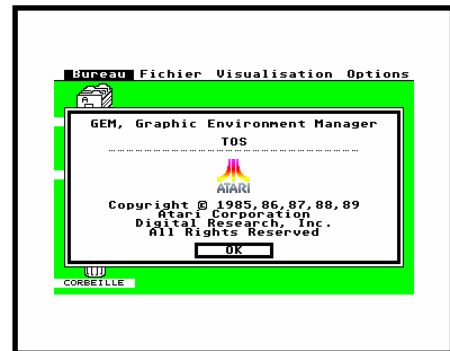 Bureau Fichier Visualisation Options
A
GEM, Graphic Environment Manager
TOS
ATARI
Copyright © 1985,86,87,88,89
Atari Corporation
Digital Research, Inc.
All Rights Reserved
OK
CORBEILLE